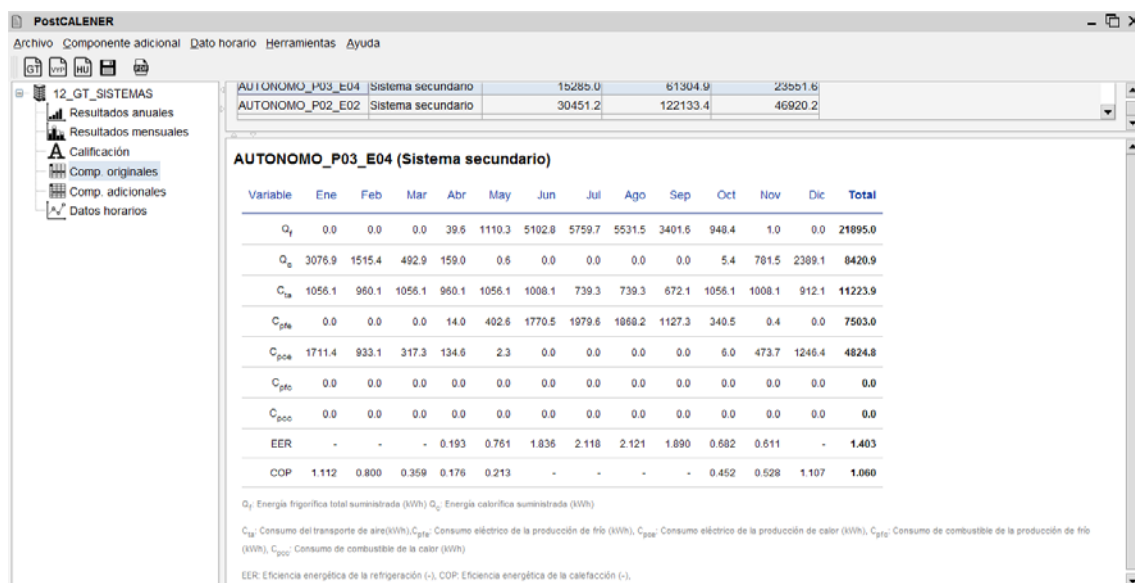 PostCALENER
Archivo Componente adicional Dato horario Herramientas Ayuda
GT VYP HU PDF
12_GT_SISTEMAS
Resultados anuales
Resultados mensuales
Calificación
Comp. originales
Comp. adicionales
Datos horarios
AUTONOMO_P03_E04 Sistema secundario 15285.0 61304.9 23551.6
AUTONOMO_P02_E02 Sistema secundario 30451.2 122133.4 46920.2
AUTONOMO_P03_E04 (Sistema secundario)
Variable Ene Feb Mar Abr May Jun Jul Ago Sep Oct Nov Dic Total
Qf 0.0 0.0 0.0 39.6 1110.3 5102.8 5759.7 5531.5 3401.6 948.4 1.0 0.0 21895.0
Qc 3076.9 1515.4 492.9 159.0 0.6 0.0 0.0 0.0 0.0 5.4 781.5 2389.1 8420.9
Cta 1056.1 960.1 1056.1 960.1 1056.1 1008.1 739.3 739.3 672.1 1056.1 1008.1 912.1 11223.9
Cpfe 0.0 0.0 0.0 14.0 402.6 1770.5 1979.6 1868.2 1127.3 340.5 0.4 0.0 7503.0
Cpce 1711.4 933.1 317.3 134.6 2.3 0.0 0.0 0.0 0.0 6.0 473.7 1246.4 4824.8
Cpfc 0.0 0.0 0.0 0.0 0.0 0.0 0.0 0.0 0.0 0.0 0.0 0.0 0.0
Cpcc 0.0 0.0 0.0 0.0 0.0 0.0 0.0 0.0 0.0 0.0 0.0 0.0 0.0
EER - - - 0.193 0.761 1.836 2.118 2.121 1.890 0.682 0.611 - 1.403
COP 1.112 0.800 0.359 0.176 0.213 - - - - 0.452 0.528 1.107 1.060
Qf: Energía frigorífica total suministrada (kWh) Qc: Energía calorífica suministrada (kWh)
Cta: Consumo del transporte de aire(kWh),Cpfe: Consumo eléctrico de la producción de frío (kWh), Cpce: Consumo eléctrico de la producción de calor (kWh), Cpfc: Consumo de combustible de la producción de frío
(kWh), Cpcc: Consumo de combustible de la calor (kWh)
EER: Eficiencia energética de la refrigeración (-), COP: Eficiencia energética de la calefacción (-),